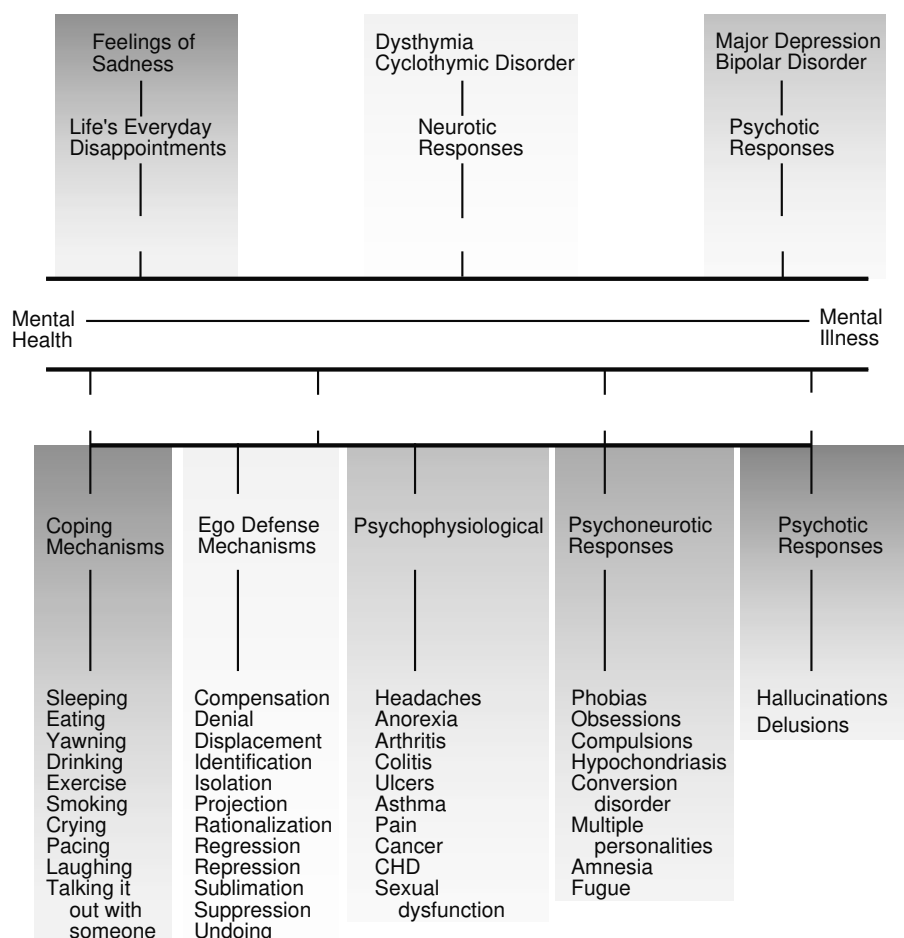 Feelings of
Sadness
Life's Everyday
Disappointments
Dysthymia
Cyclothymic Disorder
Neurotic
Responses
Major Depression
Bipolar Disorder
Psychotic
Responses
Mental
Health
Mental
Illness
Coping
Mechanisms
Sleeping
Eating
Yawning
Drinking
Exercise
Smoking
Crying
Pacing
Laughing
Talking it
out with
someone
Ego Defense
Mechanisms
Compensation
Denial
Displacement
Identification
Isolation
Projection
Rationalization
Regression
Repression
Sublimation
Suppression
Undoing
Psychophysiological
Headaches
Anorexia
Arthritis
Colitis
Ulcers
Asthma
Pain
Cancer
CHD
Sexual
dysfunction
Psychoneurotic
Responses
Phobias
Obsessions
Compulsions
Hypochondriasis
Conversion
disorder
Multiple
personalities
Amnesia
Fugue
Psychotic
Responses
Hallucinations
Delusions